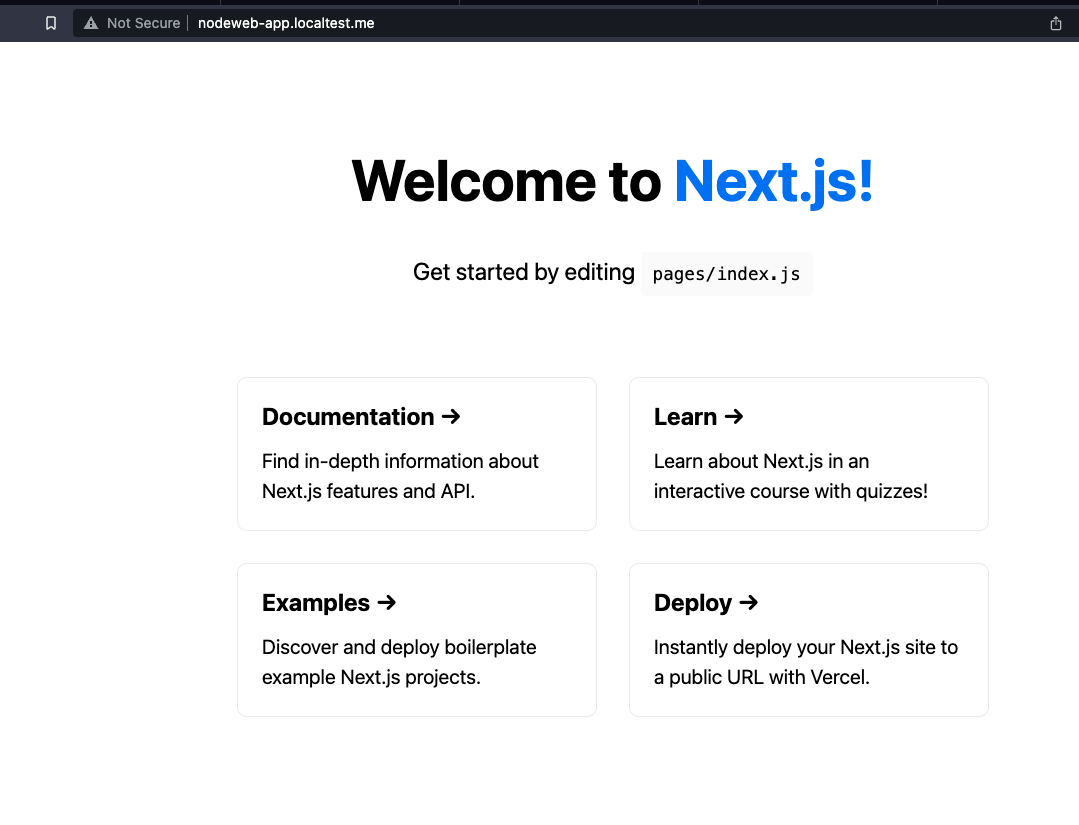 Not Secure nodeweb-app.localtest.me
Welcome to Next.js!
Get started by editing pages/index.js
Documentation →
Find in-depth information about
Next.js features and API.
Learn →
Learn about Next.js in an
interactive course with quizzes!
Examples →
Discover and deploy boilerplate
example Next.js projects.
Deploy →
Instantly deploy your Next.js site to
a public URL with Vercel.